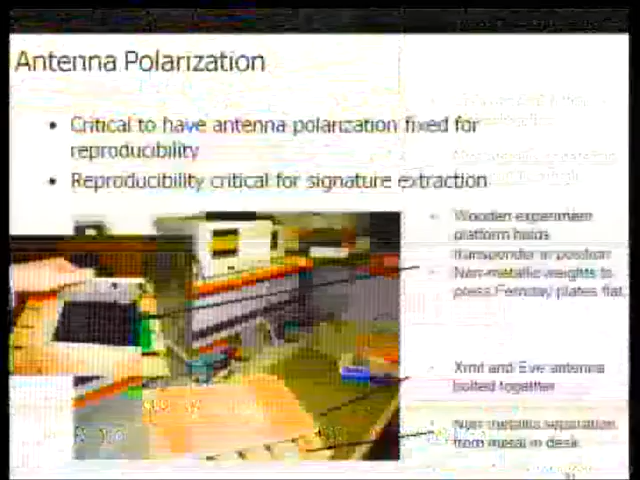 Antenna Polarization
• Critical to have antenna polarization fixed for
reproducibility
• Reproducibility critical for signature extraction
Wooden experiment
platform holds
transponder in position
Non-metallic weights to
press Ferriday plates flat
Xmit and Eve antenna
bolted together
Non-metallic separation
from metal in desk